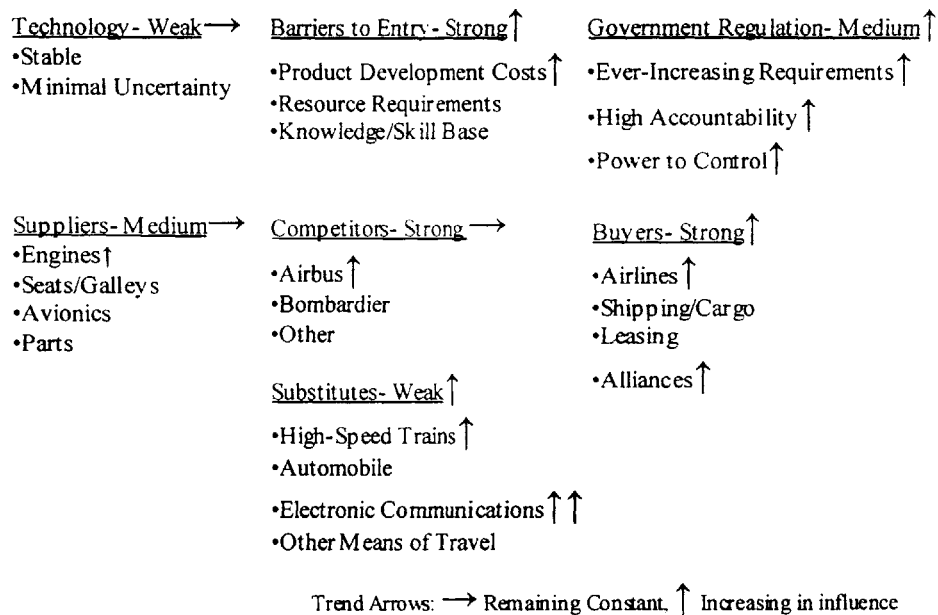 Technology- Weak →
•Stable
•Minimal Uncertainty
Barriers to Entry- Strong ↑
•Product Development Costs ↑
•Resource Requirements
•Knowledge/Skill Base
Government Regulation- Medium ↑
•Ever-Increasing Requirements ↑
•High Accountability ↑
•Power to Control ↑
Suppliers- Medium →
•Engines ↑
•Seats/Galleys
•Avionics
•Parts
Competitors- Strong →
•Airbus ↑
•Bombardier
•Other
Buyers- Strong ↑
•Airlines ↑
•Shipping/Cargo
•Leasing
•Alliances ↑
Substitutes- Weak ↑
•High-Speed Trains ↑
•Automobile
•Electronic Communications ↑ ↑
•Other Means of Travel
Trend Arrows: → Remaining Constant, ↑ Increasing in influence